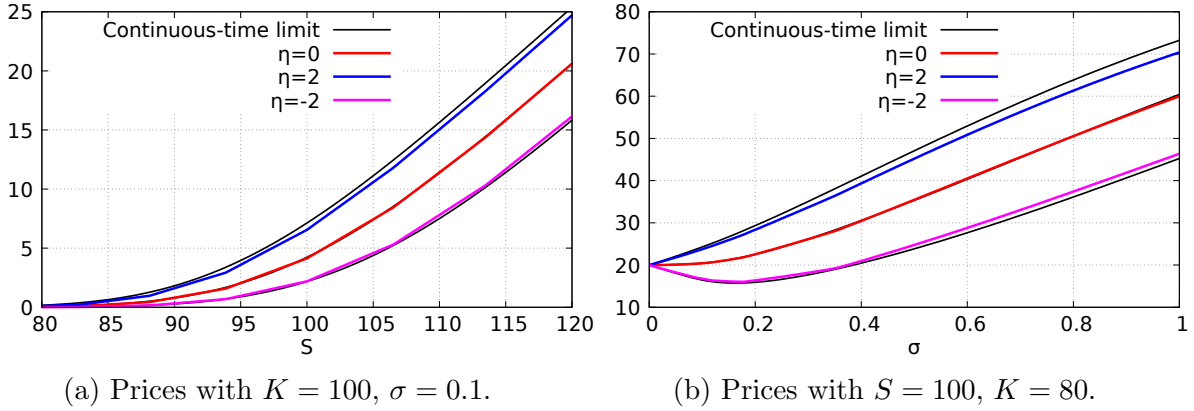 25
20
15
10
5
0
Continuous-time limit
η=0
η=2
η=-2
80 85 90 95 100 105 110 115 120
S
80
70
60
50
40
30
20
10
Continuous-time limit
η=0
η=2
η=-2
0 0.2 0.4 0.6 0.8 1
σ
(a) Prices with K = 100, σ = 0.1.
(b) Prices with S = 100, K = 80.